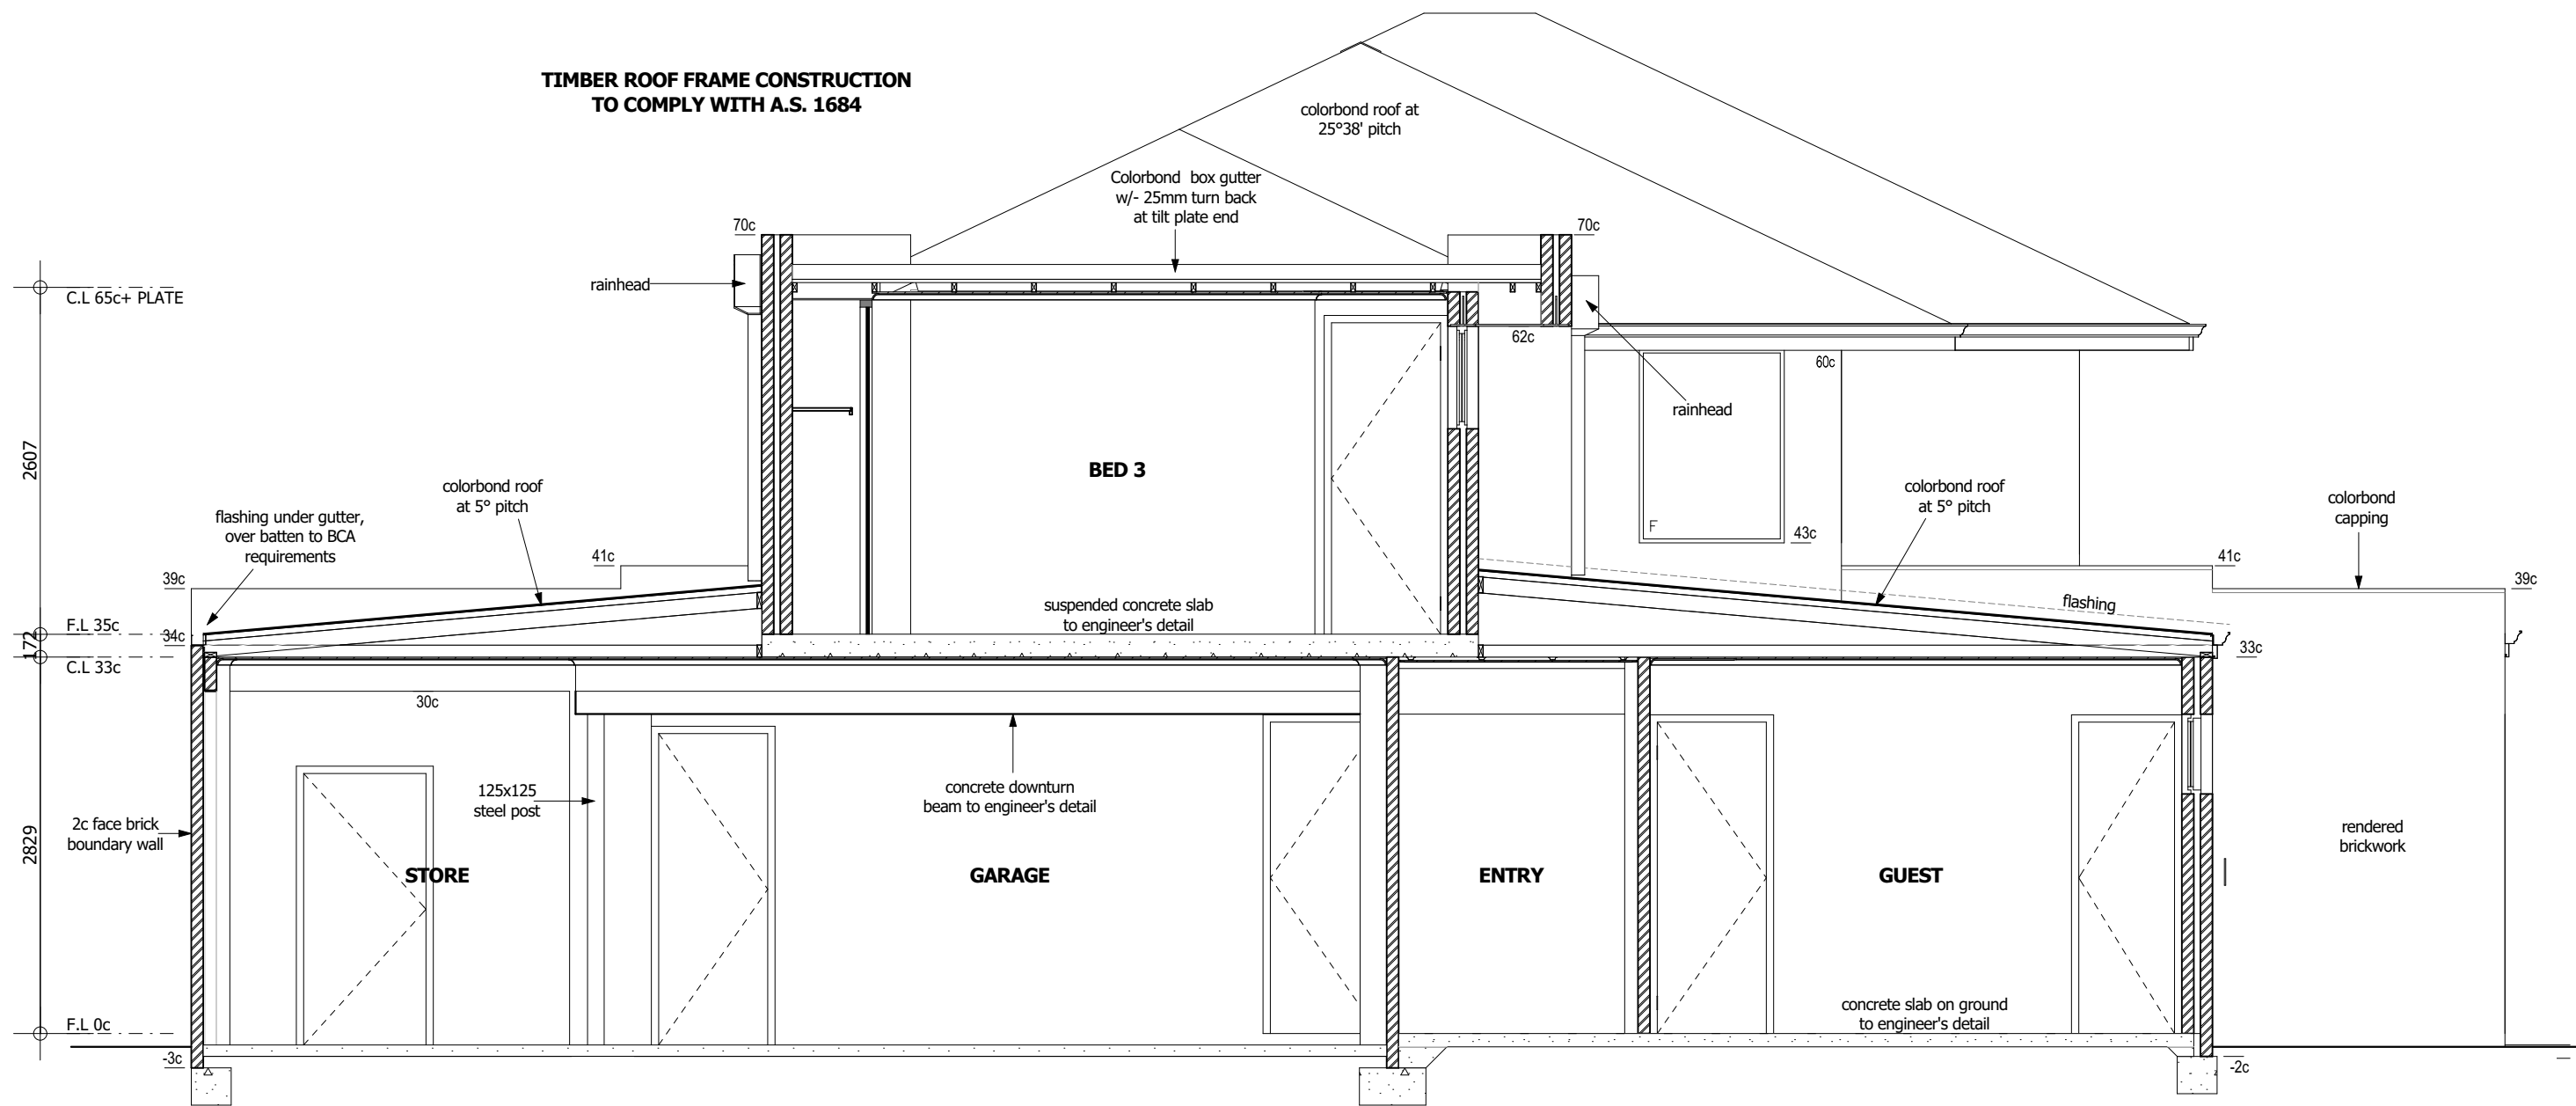 TIMBER ROOF FRAME CONSTRUCTION
TO COMPLY WITH A.S. 1684
colorbond roof at
25°38' pitch
Colorbond box gutter
w/- 25mm turn back
at tilt plate end
70c
70c
rainhead
C.L 65c+ PLATE
62c
60c
rainhead
2607
BED 3
colorbond roof
at 5° pitch
colorbond roof
at 5° pitch
colorbond
capping
flashing under gutter,
over batten to BCA
requirements
F
43c
41c
41c
39c
39c
suspended concrete slab
to engineer's detail
flashing
F.L 35c
34c
172
33c
C.L 33c
30c
125x125
steel post
concrete downturn
beam to engineer's detail
2c face brick
boundary wall
rendered
brickwork
2829
STORE
GARAGE
ENTRY
GUEST
concrete slab on ground
to engineer's detail
F.L 0c
-3c
-2c